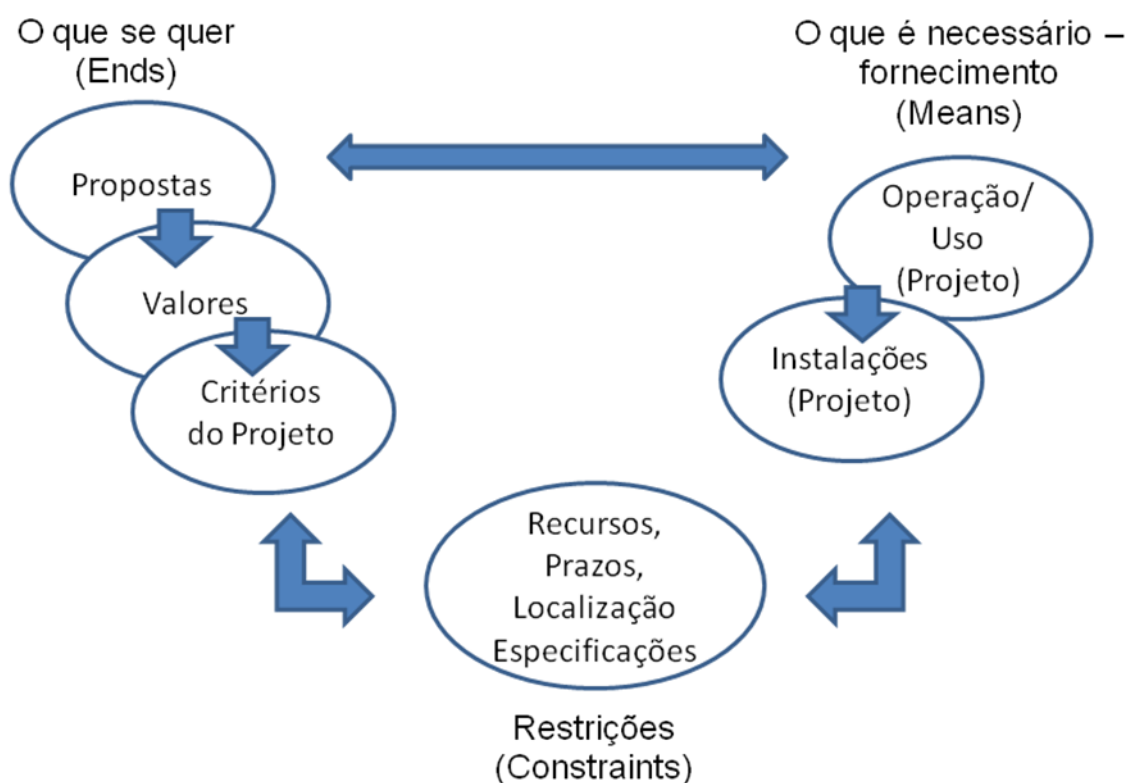 O que se quer
(Ends)
Propostas
Valores
Critérios
do Projeto
O que é necessário –
fornecimento
(Means)
Operação/
Uso
(Projeto)
Instalações
(Projeto)
Recursos,
Prazos,
Localização
Especificações
Restrições
(Constraints)